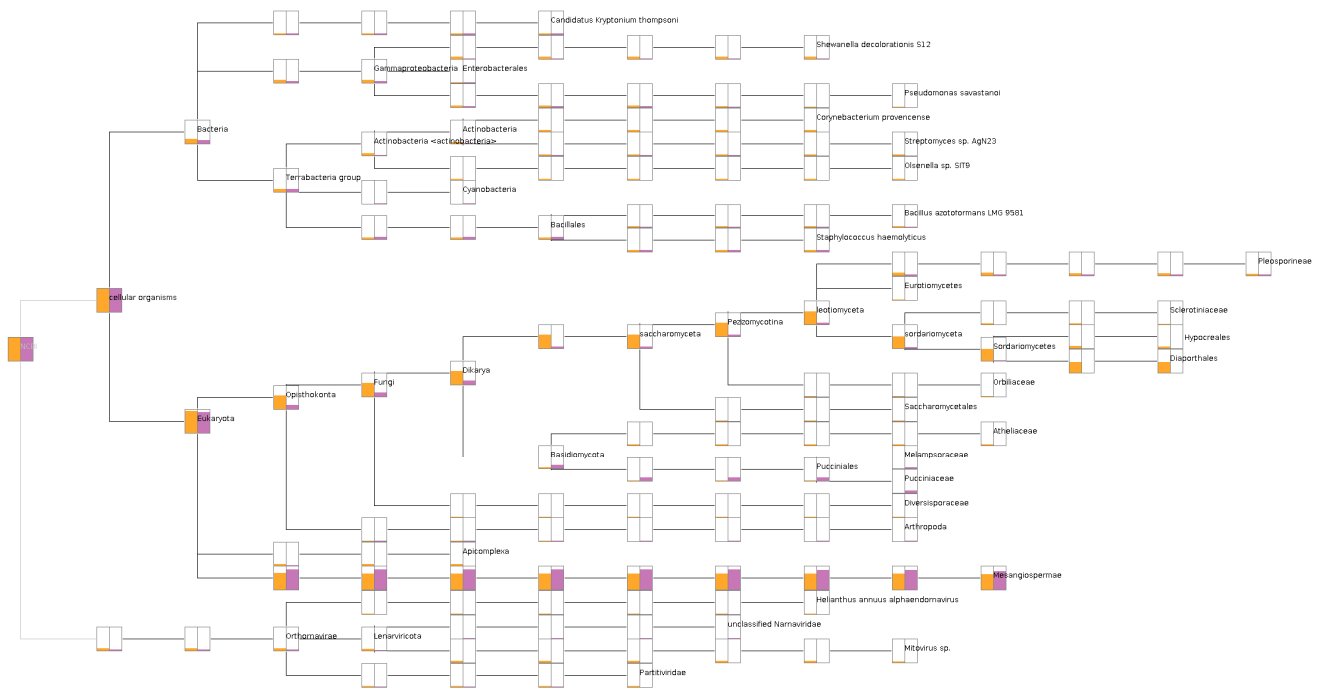 Candidatus Kryptonium thompsoni
Shewanella decolorationis S12
Gammaproteobacteria
Enterobacterales
Pseudomonas savastanoi
Corynebacterium provencense
Bacteria
Actinobacteria
Actinobacteria <actinobacteria>
Streptomyces sp. AgN23
Olsenella sp. SIT9
Terrabacteria group
Cyanobacteria
Bacillus azotoformans LMG 9581
Bacillales
Staphylococcus haemolyticus
Pleosporineae
Eurotiomycetes
cellular organisms
leotiomyceta
Sclerotiniaceae
Pezizomycotina
saccharomyceta
sordariomyceta
Hypocreales
Sordariomycetes
Diaporthales
Dikarya
Fungi
Orbiliaceae
Opisthokonta
Saccharomycetales
Eukaryota
Atheliaceae
Basidiomycota
Melampsoraceae
Pucciniales
Pucciniaceae
Diversisporaceae
Arthropoda
Apicomplexa
Mesangiospermae
Helianthus annuus alphaendornavirus
unclassified Narnaviridae
Orthornavirae
Lenarviricota
Mitovirus sp.
Partitiviridae